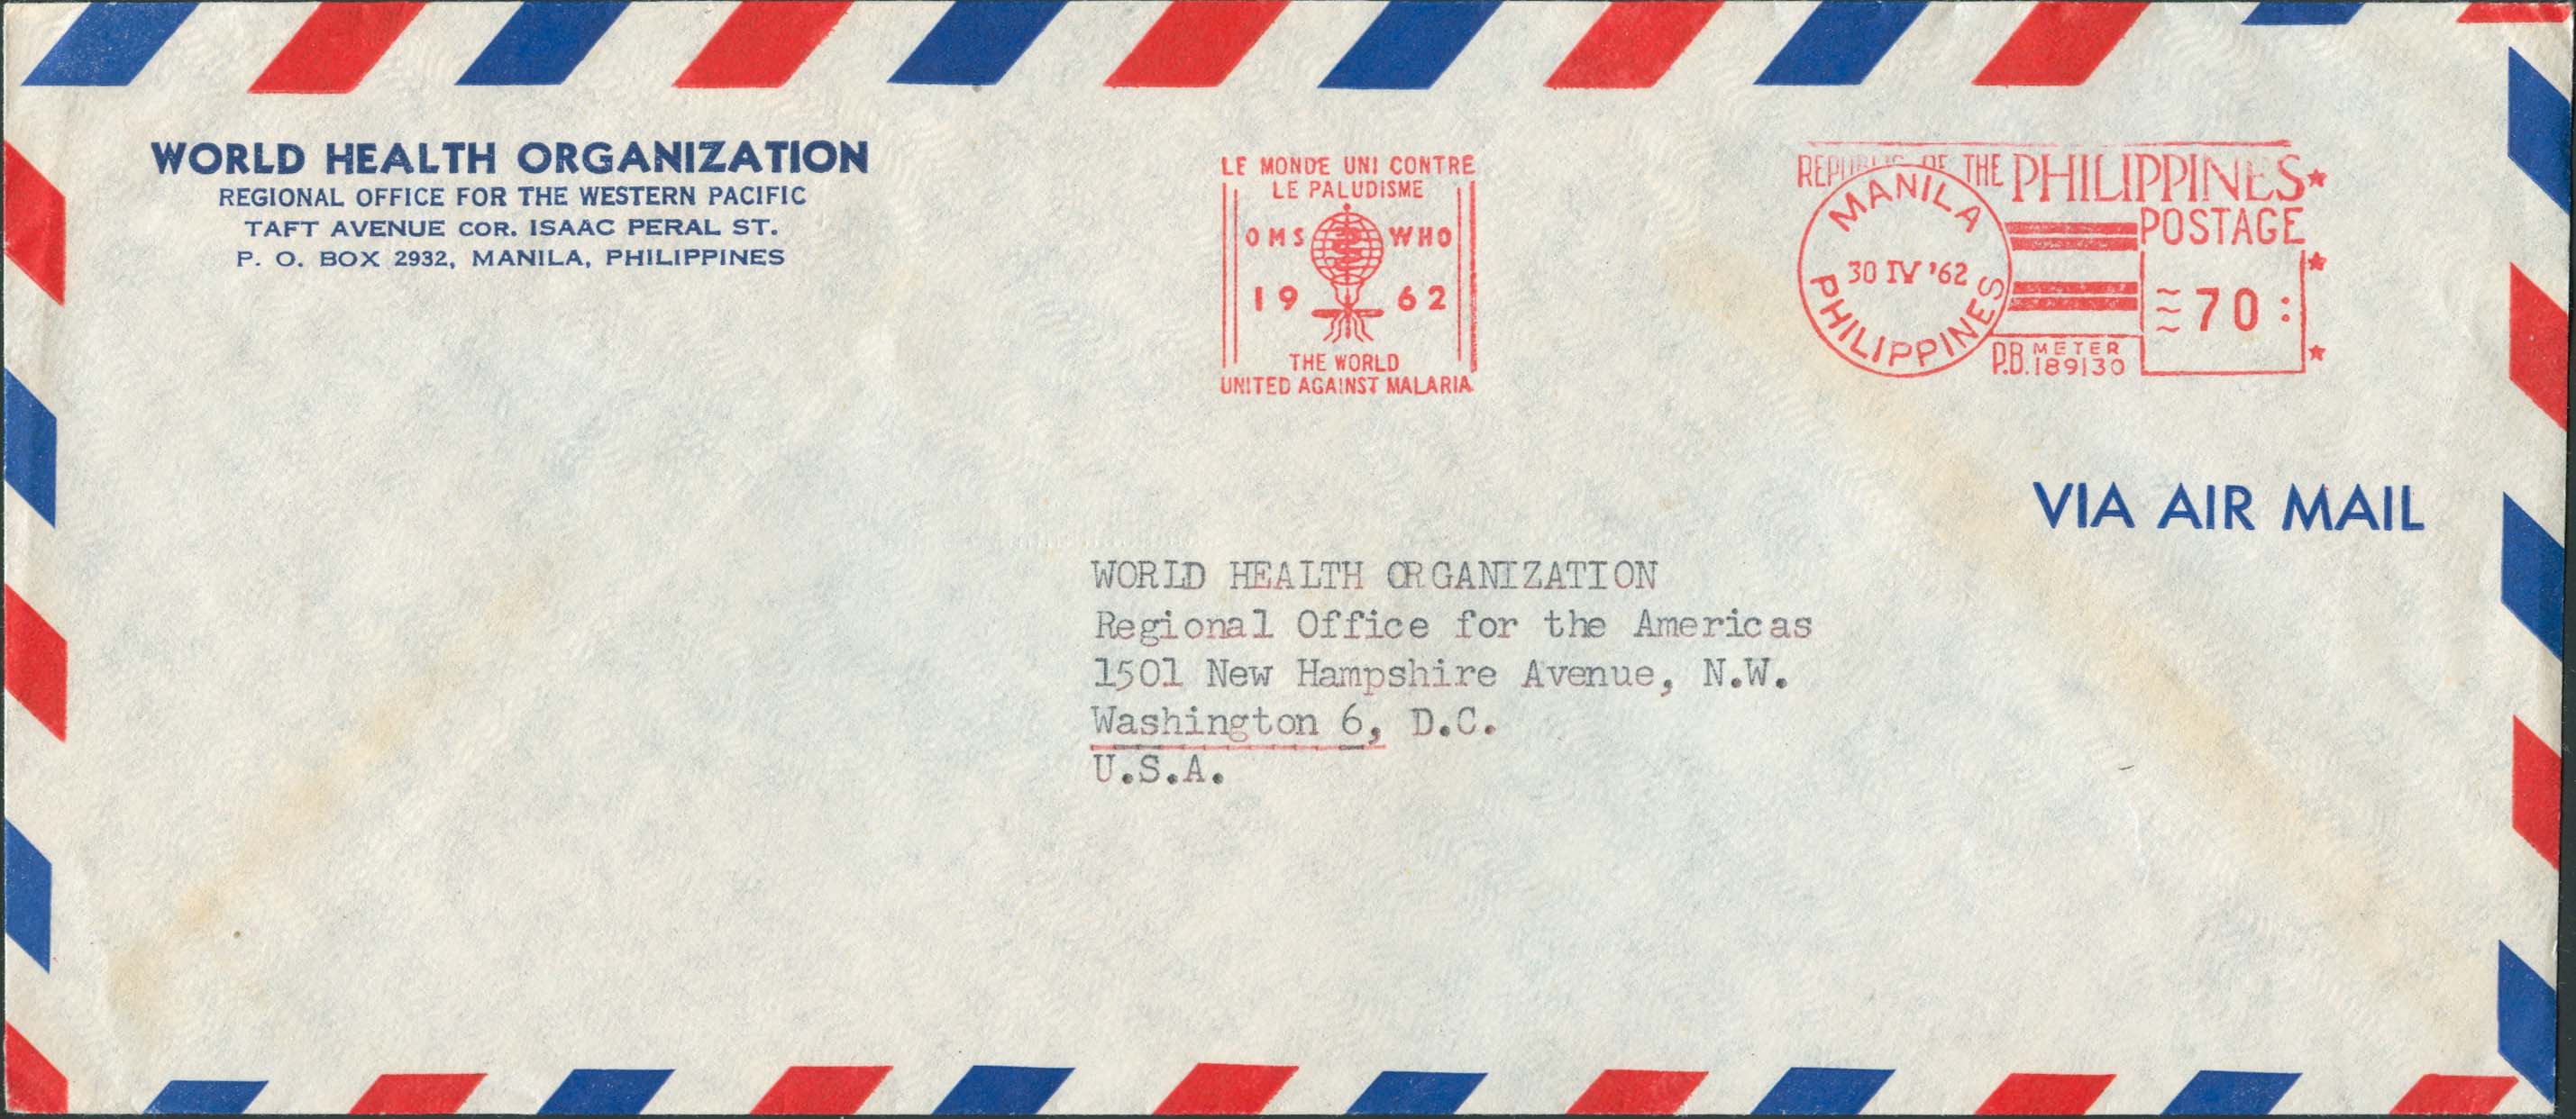 WORLD HEALTH ORGANIZATION
REGIONAL OFFICE FOR THE WESTERN PACIFIC
TAFT AVENUE COR. ISAAC PERAL ST.
P. O. BOX 2932, MANILA, PHILIPPINES
LE MONDE UNI CONTRE
LE PALUDISME
OMS WHO
19 62
THE WORLD
UNITED AGAINST MALARIA
REPUBLIC OF THE PHILIPPINES
POSTAGE
MANILA
30 IV '62
PHILIPPINES
70
P.B. METER
189130
VIA AIR MAIL
WORLD HEALTH ORGANIZATION
Regional Office for the Americas
1501 New Hampshire Avenue, N.W.
Washington 6, D.C.
U.S.A.